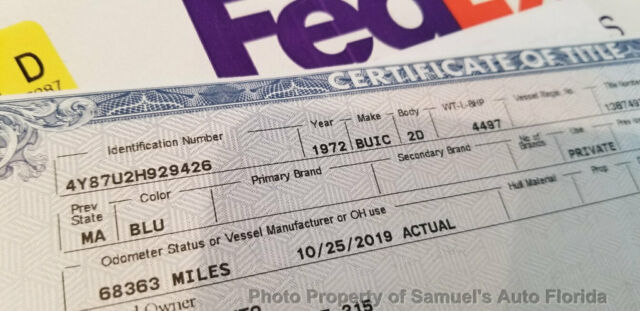 FedEx
S
D
CERTIFICATE OF TITLE
Identification Number Year Make Body WT-L-BHP Vessel Regis. No.
4Y87U2H929426 1972 BUIC 2D 4497
Prev State Color Primary Brand Secondary Brand No of Brands Use
MA BLU PRIVATE
Odometer Status or Vessel Manufacturer or OH use Hull Material Prop
68363 MILES 10/25/2019 ACTUAL
Owner
Photo Property of Samuel's Auto Florida